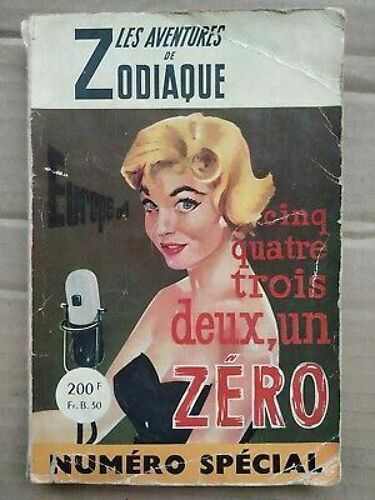 LES AVENTURES
DE
ZODIAQUE
Europe n°1
cinq
quatre
trois
deux, un
ZÉRO
200 F
Fr. B. 30
NUMÉRO SPÉCIAL